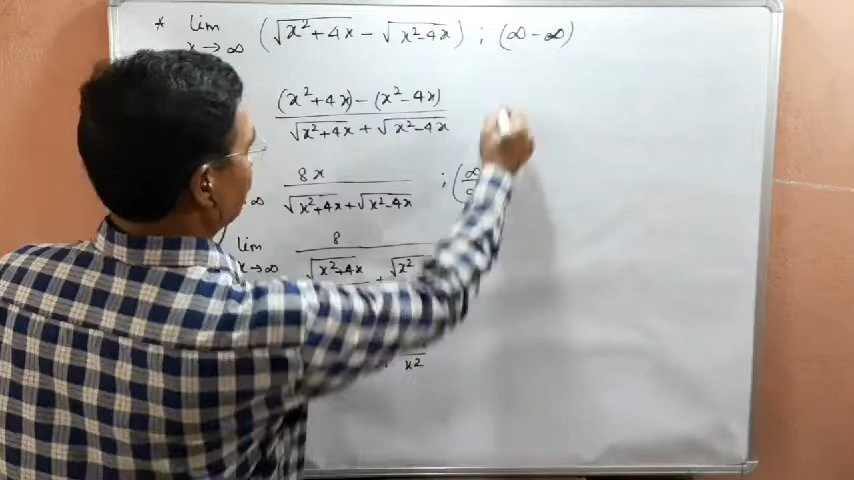 * lim (√x²+4x - √x²-4x) ; (∞ - ∞)
x → ∞
(x²+4x) - (x²-4x)
√x²+4x + √x²-4x
8x ; (∞
∞ √x²+4x + √x²-4x
lim 8
x→∞ √x²+4x + √x²
x²